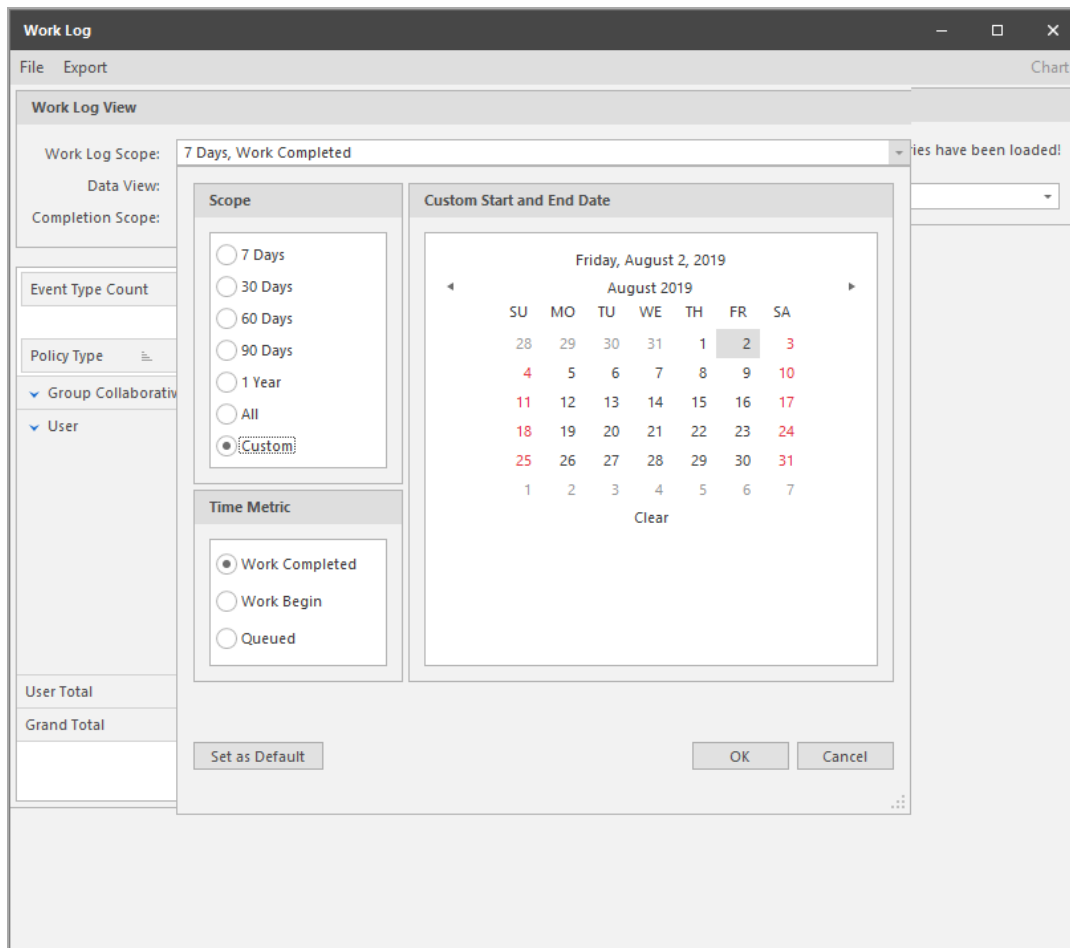 Work Log
File Export Chart
Work Log View
Work Log Scope: 7 Days, Work Completed
have been loaded!
Data View:
Completion Scope:
Event Type Count
Policy Type
Group
User
User Total
Grand Total
Scope
7 Days
30 Days
60 Days
90 Days
1 Year
All
Custom
Time Metric
Work Completed
Work Begin
Queued
Custom Start and End Date
Friday, August 2, 2019
August 2019
SU MO TU WE TH FR SA
28 29 30 31 1 2 3
4 5 6 7 8 9 10
11 12 13 14 15 16 17
18 19 20 21 22 23 24
25 26 27 28 29 30 31
1 2 3 4 5 6 7
Clear
Set as Default OK Cancel